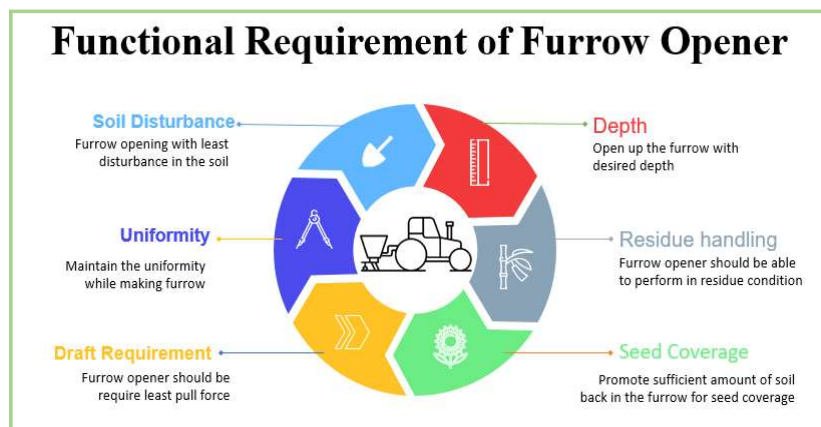 Functional Requirement of Furrow Opener
Soil Disturbance
Furrow opening with least
disturbance in the soil
Depth
Open up the furrow with
desired depth
Uniformity
Maintain the uniformity
while making furrow
Residue handling
Furrow opener should be able
to perform in residue condition
Draft Requirement
Furrow opener should be
require least pull force
Seed Coverage
Promote sufficient amount of soil
back in the furrow for seed coverage